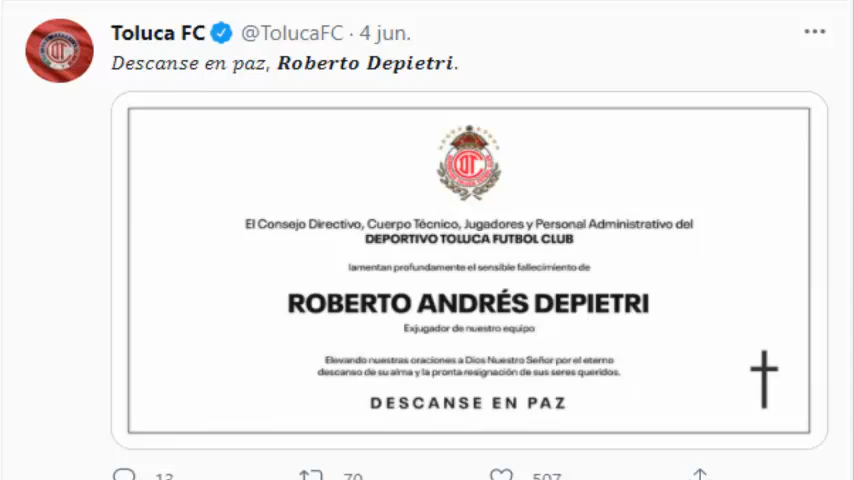 Toluca FC @TolucaFC · 4 jun.
Descanse en paz, Roberto Depietri.
El Consejo Directivo, Cuerpo Técnico, Jugadores y Personal Administrativo del
DEPORTIVO TOLUCA FUTBOL CLUB
lamentan profundamente el sensible fallecimiento de
ROBERTO ANDRÉS DEPIETRI
Exjugador de nuestro equipo
Elevando nuestras oraciones a Dios Nuestro Señor por el eterno
descanso de su alma y la pronta resignación de sus seres queridos.
DESCANSE EN PAZ
13 70 507